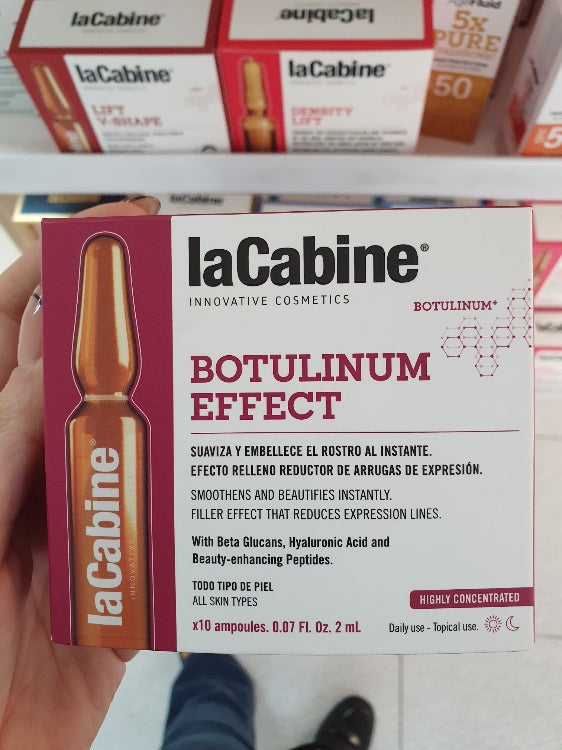 laCabine
laCabine
laCabine
LIFT
V-SHAPE
laCabine
DENSITY
LIFT
5x
PURE
50
laCabine
laCabine®
INNOVATIVE COSMETICS
BOTULINUM+
BOTULINUM
EFFECT
SUAVIZA Y EMBELLECE EL ROSTRO AL INSTANTE.
EFECTO RELLENO REDUCTOR DE ARRUGAS DE EXPRESIÓN.
SMOOTHENS AND BEAUTIFIES INSTANTLY.
FILLER EFFECT THAT REDUCES EXPRESSION LINES.
With Beta Glucans, Hyaluronic Acid and
Beauty-enhancing Peptides.
TODO TIPO DE PIEL
ALL SKIN TYPES
HIGHLY CONCENTRATED
x10 ampoules. 0.07 Fl. Oz. 2 mL
Daily use - Topical use.
laCabine®
INNOVATIVE